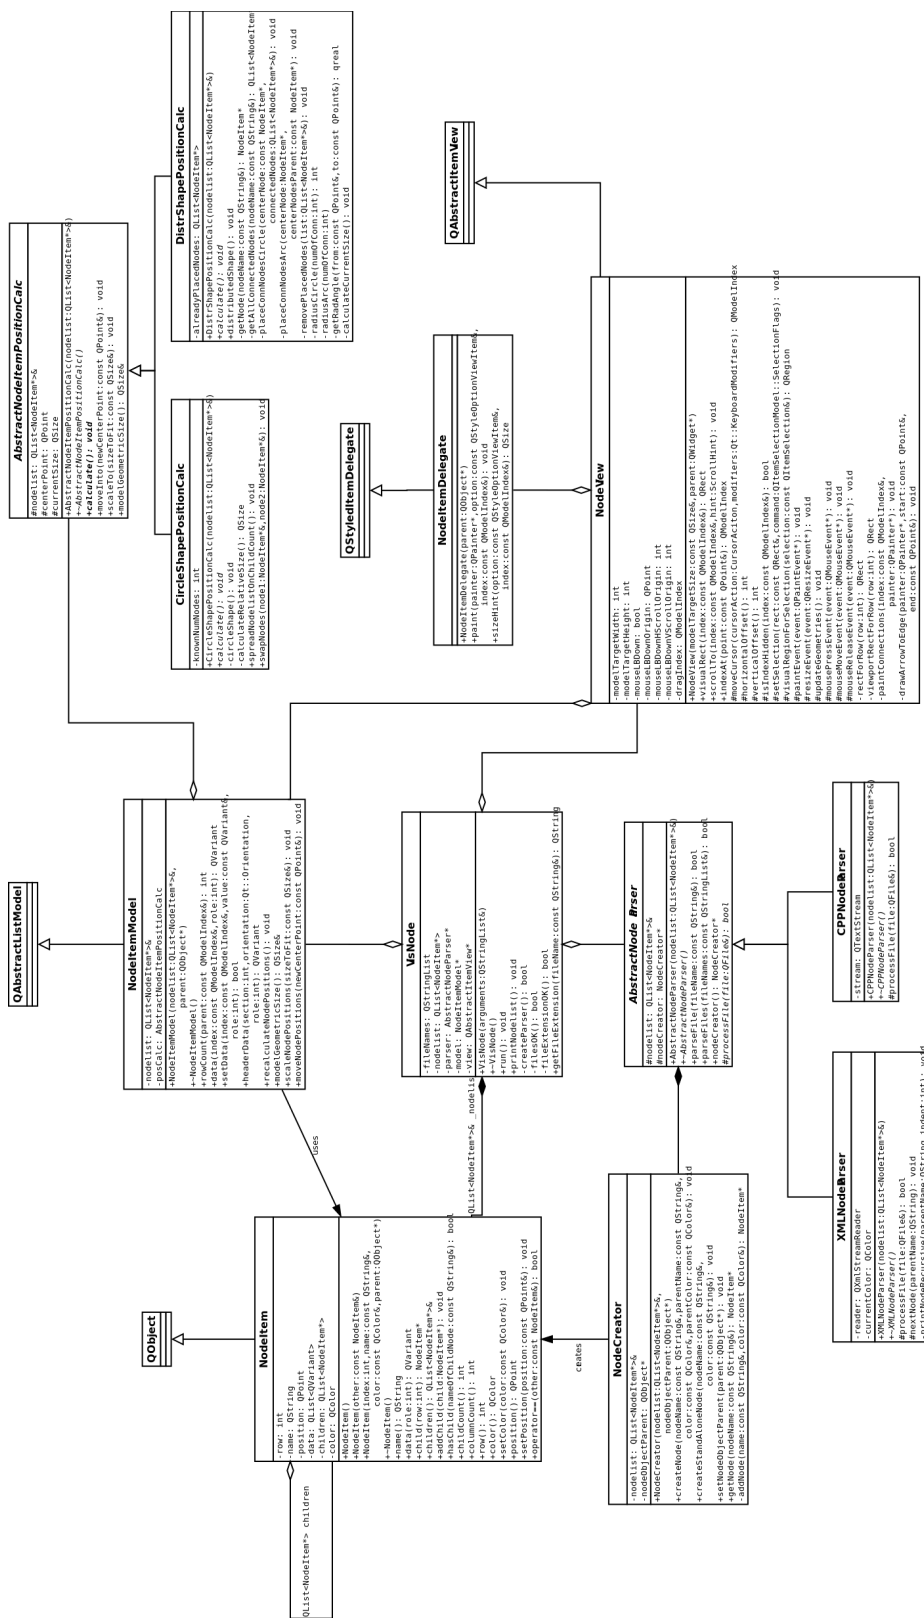 QList<NodeItem*> children
QObject
NodeItem
-row: int
-name: QString
-position: QPoint
-data: QList<QVariant>
-children: QList<NodeItem*>
-color: QColor
+NodeItem()
+NodeItem(other:const NodeItem&)
+NodeItem(index:int,name:const QString&,
color:const QColor&,parent:QObject*)
+~NodeItem()
+name(): QString
+data(role:int): QVariant
+child(row:int): NodeItem*
+children(): QList<NodeItem*>&
+addChild(child:NodeItem*): void
+hasChild(nameOfChildNode:const QString&): bool
+childCount(): int
+columnCount(): int
+row(): int
+color(): QColor
+setColor(color:const QColor&): void
+position(): QPoint
+setPosition(position:const QPoint&): void
+operator==(other:const NodeItem&): bool
uses
QList<NodeItem*>& _nodelis
creates
NodeCreator
-nodelist: QList<NodeItem*>&
-nodeObjectParent: QObject*
+NodeCreator(nodelist:QList<NodeItem*>&,
nodeObjectParent:QObject*)
+createNode(nodeName:const QString&,parentName:const QString&,
color:const QColor&,parentColor:const QColor&): void
+createStandAloneNode(nodeName:const QString&,
color:const QString&): void
+setNodeObjectParent(parent:QObject*): void
+getNode(nodeName:const QString&): NodeItem*
-addNode(name:const QString&,color:const QColor&): NodeItem*
XMLNodeParser
-reader: QXmlStreamReader
-currentColor: QColor
+XMLNodeParser(nodelist:QList<NodeItem*>&)
+~XMLNodeParser()
#processFile(file:QFile&): bool
#nextNode(parentName:QString): void
QAbstractListModel
NodeItemModel
-nodelist: QList<NodeItem*>&
-posCalc: AbstractNodeItemPositionCalc
+NodeItemModel(nodelist:QList<NodeItem*>&,
parent:QObject*)
+~NodeItemModel()
+rowCount(parent:const QModelIndex&): int
+data(index:const QModelIndex&,role:int): QVariant
+setData(index:const QModelIndex&,value:const QVariant&,
role:int): bool
+headerData(section:int,orientation:Qt::Orientation,
role:int): QVariant
+recalculateNodePositions(): void
+modelGeometricSize(): QSize
+scaleNodePositions(sizeToFit:const QSize&): void
+moveNodePositions(newCenterPoint:const QPoint&): void
VisNode
-fileNames: QStringList
-nodelist: QList<NodeItem*>
-parser: AbstractNodeParser*
-model: NodeItemModel*
-view: QAbstractItemView*
+VisNode(arguments:QStringList&)
+~VisNode()
+run(): void
+printNodelist(): void
-createParser(): bool
-filesOK(): bool
-fileExtensionOK(): bool
+getFileExtension(fileName:const QString&): QString
AbstractNodeParser
#nodelist: QList<NodeItem*>&
#nodeCreator: NodeCreator*
+AbstractNodeParser(nodelist:QList<NodeItem*>&)
+~AbstractNodeParser()
+parseFile(fileName:const QString&): bool
+parseFiles(fileNames:const QStringList&): bool
+nodeCreator(): NodeCreator*
#processFile(file:QFile&): bool
CPPNodeParser
-stream: QTextStream
+CPPNodeParser(nodelist:QList<NodeItem*>&)
+~CPPNodeParser()
#processFile(file:QFile&): bool
AbstractNodeItemPositionCalc
#nodelist: QList<NodeItem*>&
#centerPoint: QPoint
#currentSize: QSize
+AbstractNodeItemPositionCalc(nodelist:QList<NodeItem*>&)
+~AbstractNodeItemPositionCalc()
+calculate(): void
+moveInto(newCenterPoint:const QPoint&): void
+scaleTo(sizeToFit:const QSize&): void
+modelGeometricSize(): QSize&
CircleShapePositionCalc
-knownNumNodes: int
+CircleShapePositionCalc(nodelist:QList<NodeItem*>&)
+calculate(): void
-circleShape(): void
-calculateRelativeSize(): QSize
+spreadNodelistOnChildCount(): void
+swapNodes(node1:NodeItem*&,node2:NodeItem*&): void
DistrShapePositionCalc
-alreadyPlacedNodes: QList<NodeItem*>
+DistrShapePositionCalc(nodelist:QList<NodeItem*>&)
+calculate(): void
+distributedShape(): void
-getNode(nodeName:const QString&): NodeItem*
-getAllConnectedNodes(nodeName:const QString&): QList<NodeItem*
-placeConnNodesCircle(centerNode:const NodeItem*,
connectedNodes:QList<NodeItem*>&): void
-placeConnNodesArc(centerNode:NodeItem*,
centerNodesParent:const NodeItem*): void
-removePlacedNodes(list:QList<NodeItem*>&): void
-radiusCircle(numOfConn:int): int
-radiusArc(numOfConn:int)
-getRadAngle(from:const QPoint&,to:const QPoint&): qreal
-calculateCurrentSize(): void
QStyledItemDelegate
NodeItemDelegate
+NodeItemDelegate(parent:QObject*)
+paint(painter:QPainter*,option:const QStyleOptionViewItem&,
index:const QModelIndex&): void
+sizeHint(option:const QStyleOptionViewItem&,
index:const QModelIndex&): QSize
QAbstractItemView
NodeView
-modelTargetWidth: int
-modelTargetHeight: int
-mouseLBDown: bool
-mouseLBDownOrigin: QPoint
-mouseLBDownHScrollOrigin: int
-mouseLBDownVScrollOrigin: int
-dragIndex: QModelIndex
+NodeView(modelTargetSize:const QSize&,parent:QWidget*)
+visualRect(index:const QModelIndex&): QRect
+scrollTo(index:const QModelIndex&,hint:ScrollHint): void
+indexAt(point:const QPoint&): QModelIndex
#moveCursor(cursorAction:CursorAciton,modifiers:Qt::KeyboardModifiers): QModelIndex
#horizontalOffset(): int
#verticalOffset(): int
#isIndexHidden(index:const QModelIndex&): bool
#setSelection(rect:const QRect&,command:QItemSelectionModel::SelectionFlags): void
#visualRegionForSelection(selection:const QItemSelection&): QRegion
#paintEvent(event:QPaintEvent*): void
#resizeEvent(event:QResizeEvent*): void
#updateGeometries(): void
#mousePressEvent(event:QMouseEvent*): void
#mouseMoveEvent(event:QMouseEvent*): void
#mouseReleaseEvent(event:QMouseEvent*): void
-rectForRow(row:int): QRect
-viewportRectForRow(row:int): QRect
-paintConnections(index:const QModelIndex&,
painter:QPainter*): void
-drawArrowToEdge(painter:QPainter*,start:const QPoint&,
end:const QPoint&): void